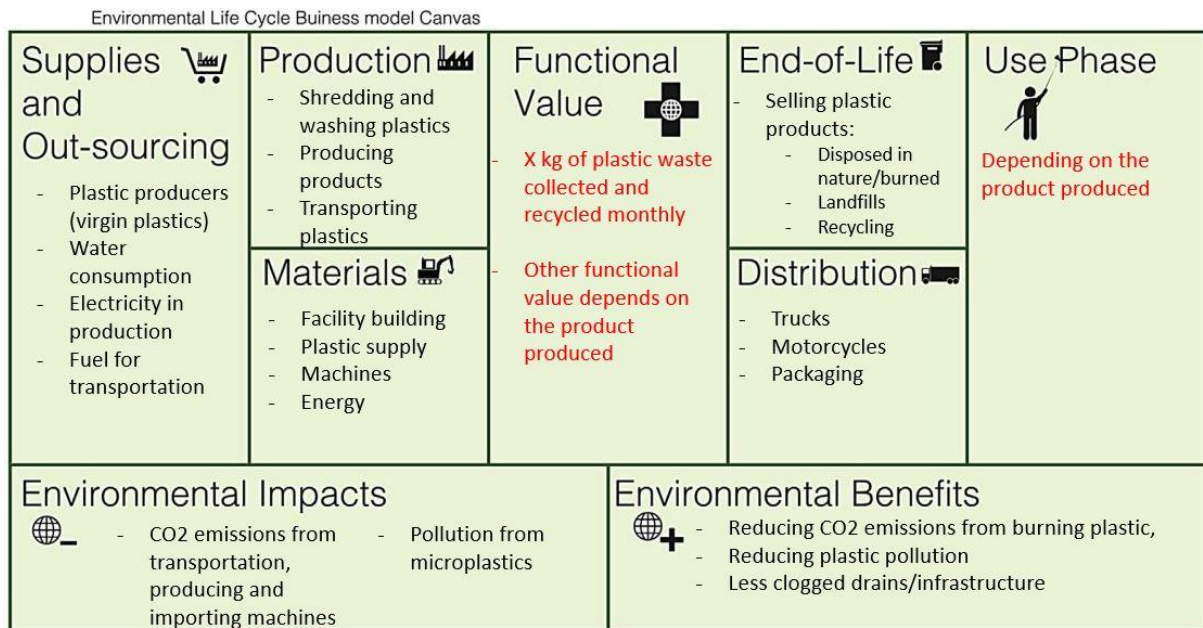 Environmental Life Cycle Buiness model Canvas
Supplies
and
Out-sourcing
- Plastic producers
(virgin plastics)
- Water
consumption
- Electricity in
production
- Fuel for
transportation
Production
- Shredding and
washing plastics
- Producing
products
- Transporting
plastics
Materials
- Facility building
- Plastic supply
- Machines
- Energy
Functional
Value
- X kg of plastic waste
collected and
recycled monthly
- Other functional
value depends on
the product
produced
End-of-Life
- Selling plastic
products:
- Disposed in
nature/burned
- Landfills
- Recycling
Distribution
- Trucks
- Motorcycles
- Packaging
Use Phase
Depending on the
product produced
Environmental Impacts
- CO2 emissions from
transportation,
producing and
importing machines
- Pollution from
microplastics
Environmental Benefits
- Reducing CO2 emissions from burning plastic,
- Reducing plastic pollution
- Less clogged drains/infrastructure